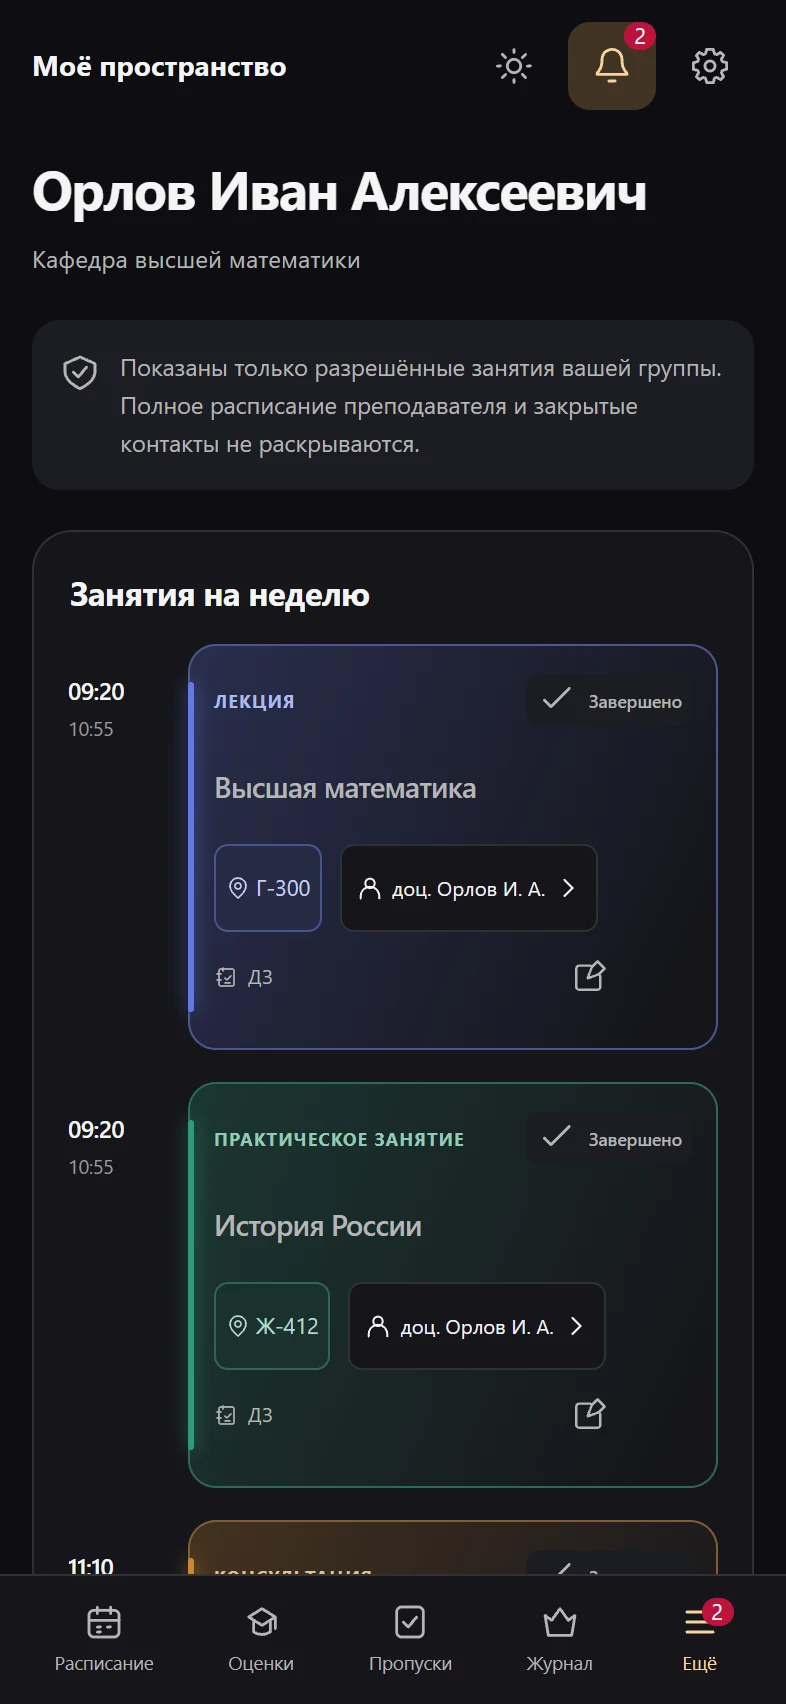 Моё пространство
2
Орлов Иван Алексеевич
Кафедра высшей математики
Показаны только разрешённые занятия вашей группы.
Полное расписание преподавателя и закрытые
контакты не раскрываются.
Занятия на неделю
09:20
10:55
ЛЕКЦИЯ
Завершено
Высшая математика
Г-300
доц. Орлов И. А.
ДЗ
09:20
10:55
ПРАКТИЧЕСКОЕ ЗАНЯТИЕ
Завершено
История России
Ж-412
доц. Орлов И. А.
ДЗ
11:10
КОНСУЛЬТАЦИЯ
Расписание
Оценки
Пропуски
Журнал
2
Ещё